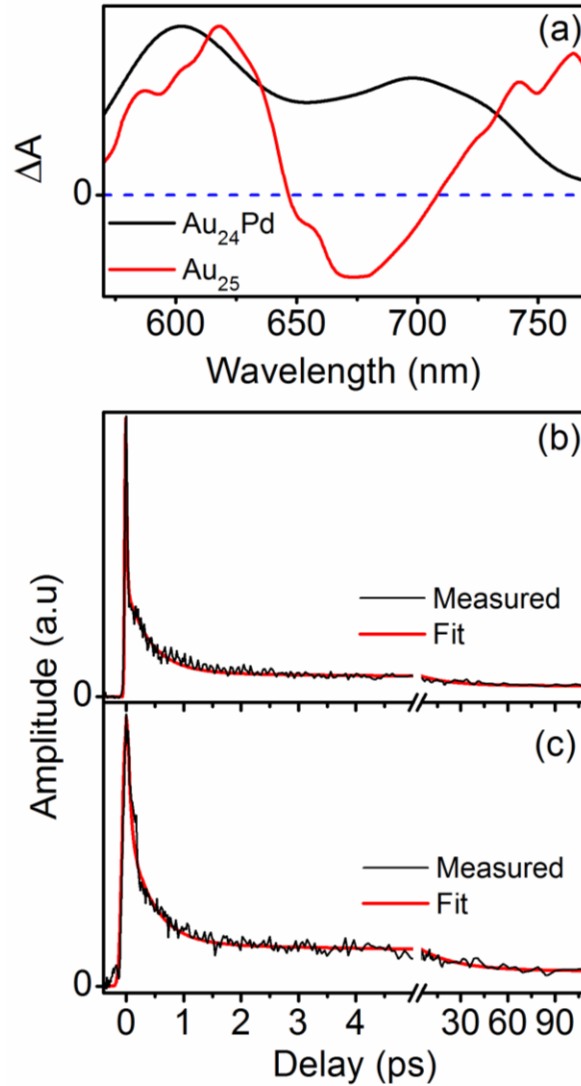 (a)
ΔA
0
Au₂₄Pd
Au₂₅
600 650 700 750
Wavelength (nm)
(b)
Measured
Fit
0
Amplitude (a.u)
(c)
Measured
Fit
0
0 1 2 3 4 30 60 90
Delay (ps)